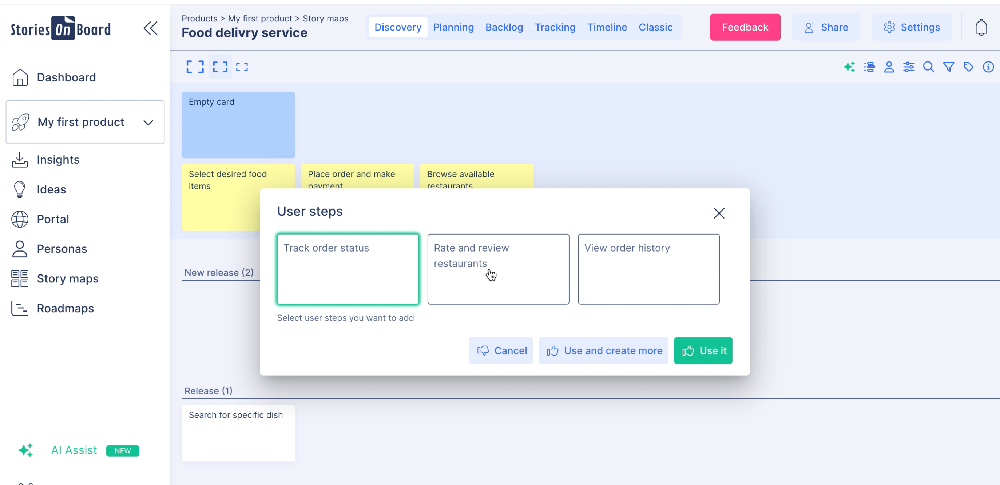 Stories On Board
Products > My first product > Story maps
Food delivry service
Discovery
Planning
Backlog
Tracking
Timeline
Classic
Feedback
Share
Settings
Dashboard
My first product
Insights
Ideas
Portal
Personas
Story maps
Roadmaps
AI Assist
NEW
Empty card
Select desired food
items
Place order and make
payment
Browse available
restaurants
User steps
Track order status
Rate and review
restaurants
View order history
Select user steps you want to add
Cancel
Use and create more
Use it
New release (2)
Release (1)
Search for specific dish